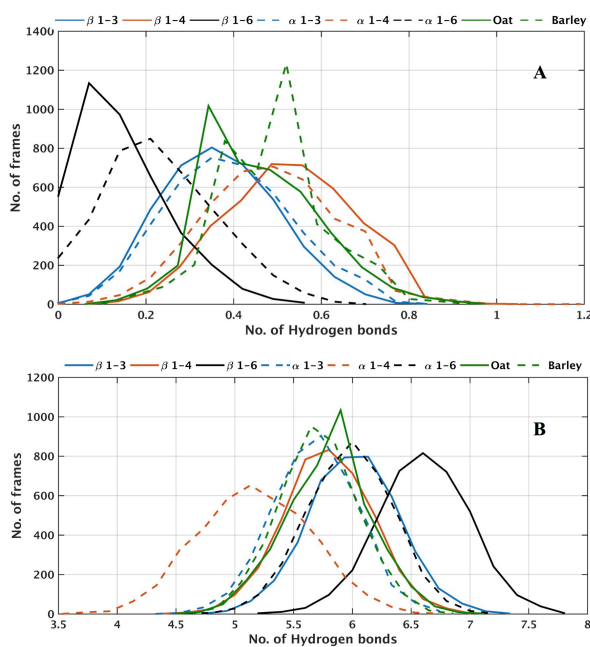 β 1-3 β 1-4 β 1-6 α 1-3 α 1-4 α 1-6 Oat Barley
1400
1200
1000
800
600
400
200
0
No. of frames
A
0 0.2 0.4 0.6 0.8 1 1.2
No. of Hydrogen bonds
β 1-3 β 1-4 β 1-6 α 1-3 α 1-4 α 1-6 Oat Barley
1200
1000
800
600
400
200
0
No. of frames
B
3.5 4 4.5 5 5.5 6 6.5 7 7.5 8
No. of Hydrogen bonds